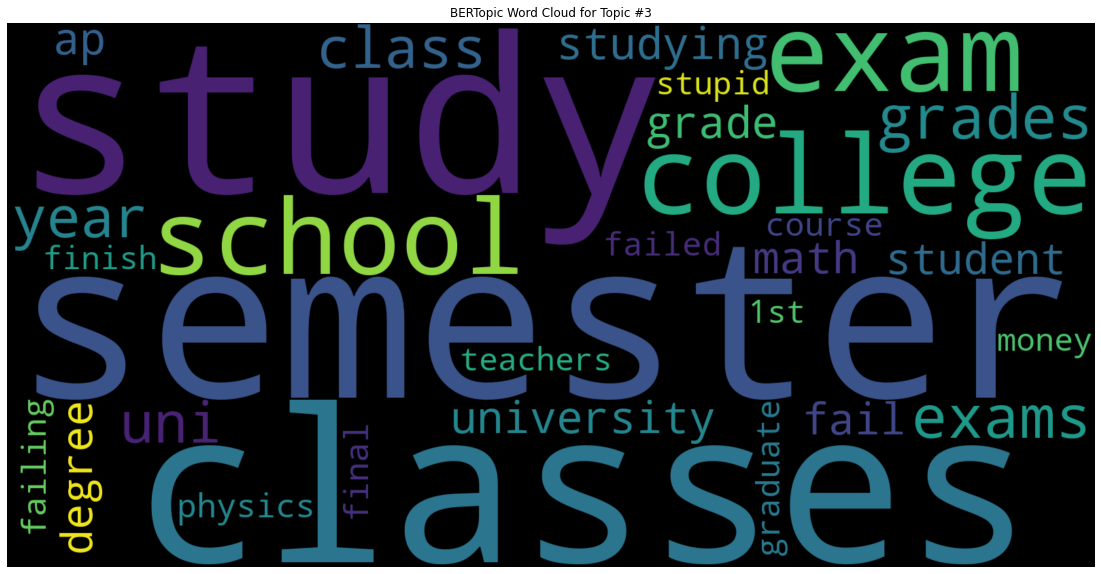 BERTopic Word Cloud for Topic #3
ap
class
studying
exam
study
stupid
grade
grades
college
year
school
course
finish
failed
math
student
semester
1st
money
teachers
failing
degree
uni
university
final
graduate
fail
exams
classes
physics